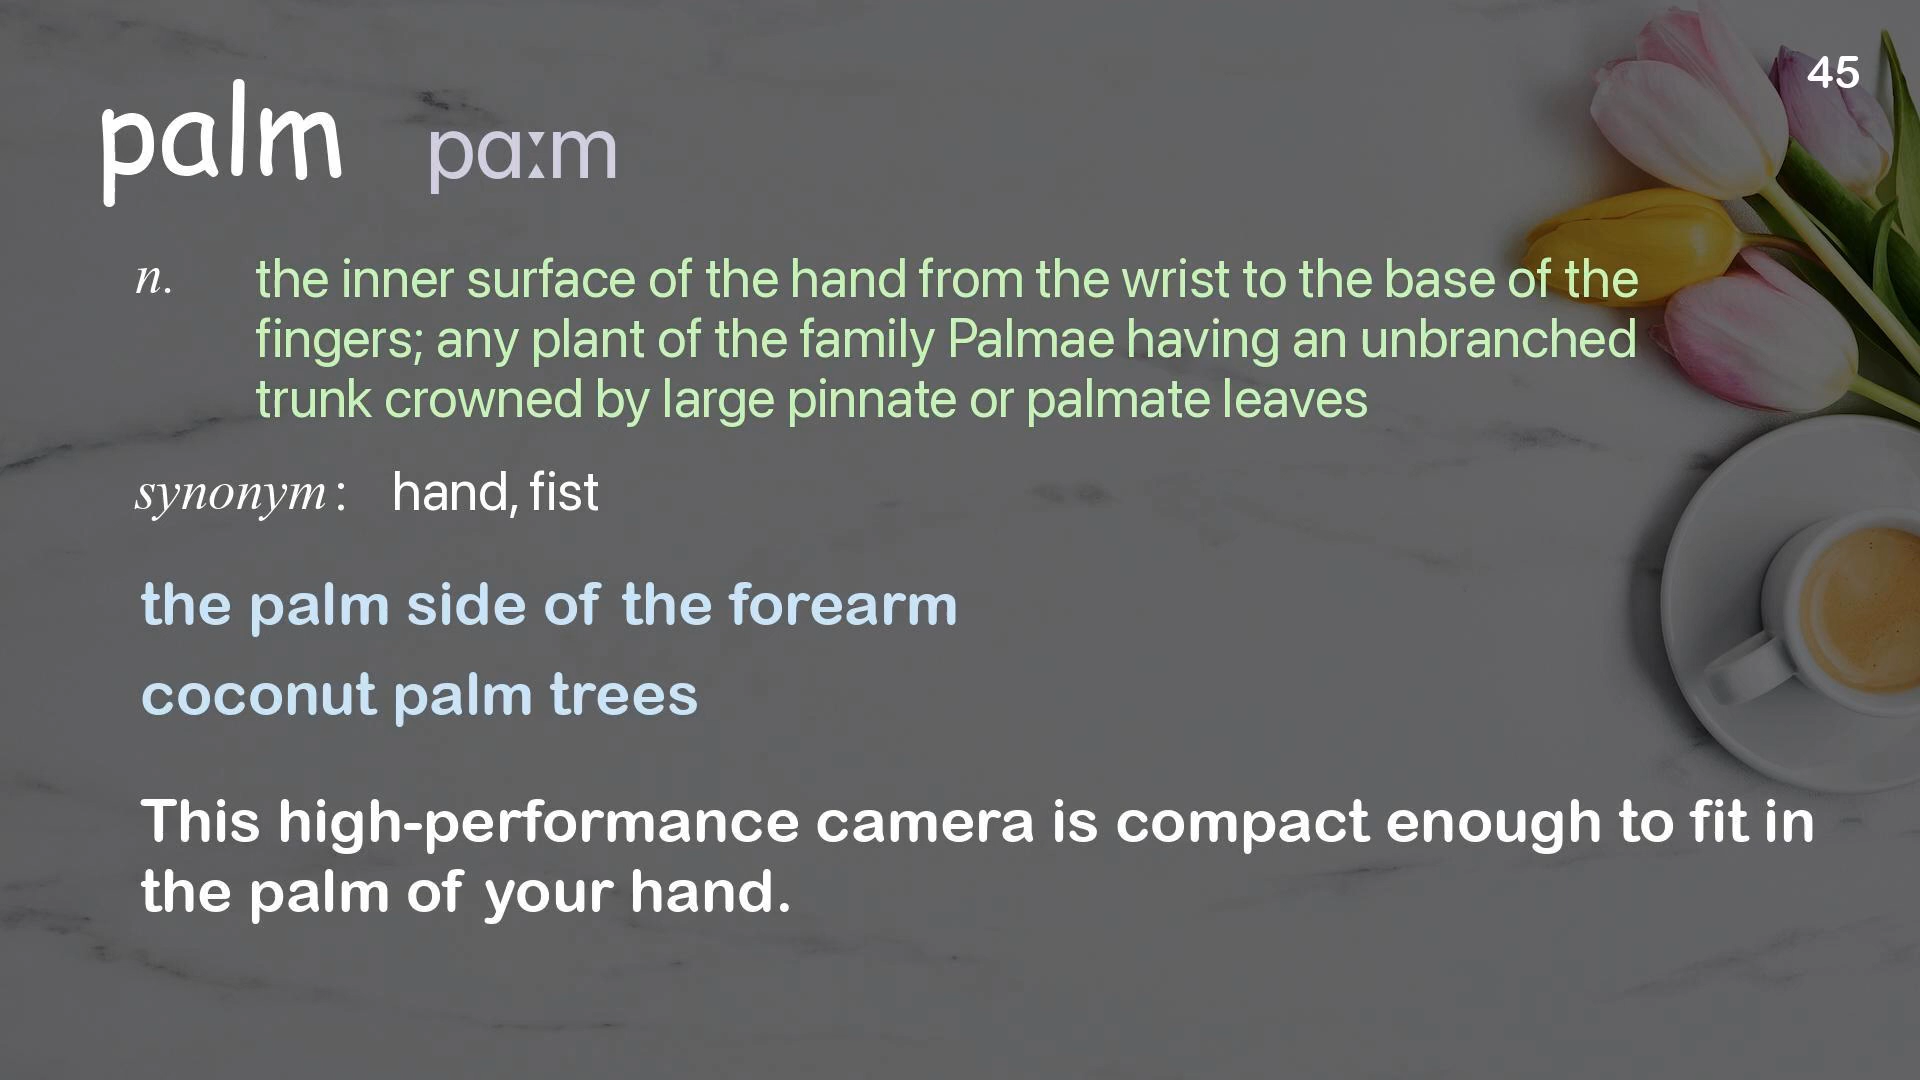 45
palm pɑːm
n. the inner surface of the hand from the wrist to the base of the
fingers; any plant of the family Palmae having an unbranched
trunk crowned by large pinnate or palmate leaves
synonym: hand, fist
the palm side of the forearm
coconut palm trees
This high-performance camera is compact enough to fit in
the palm of your hand.